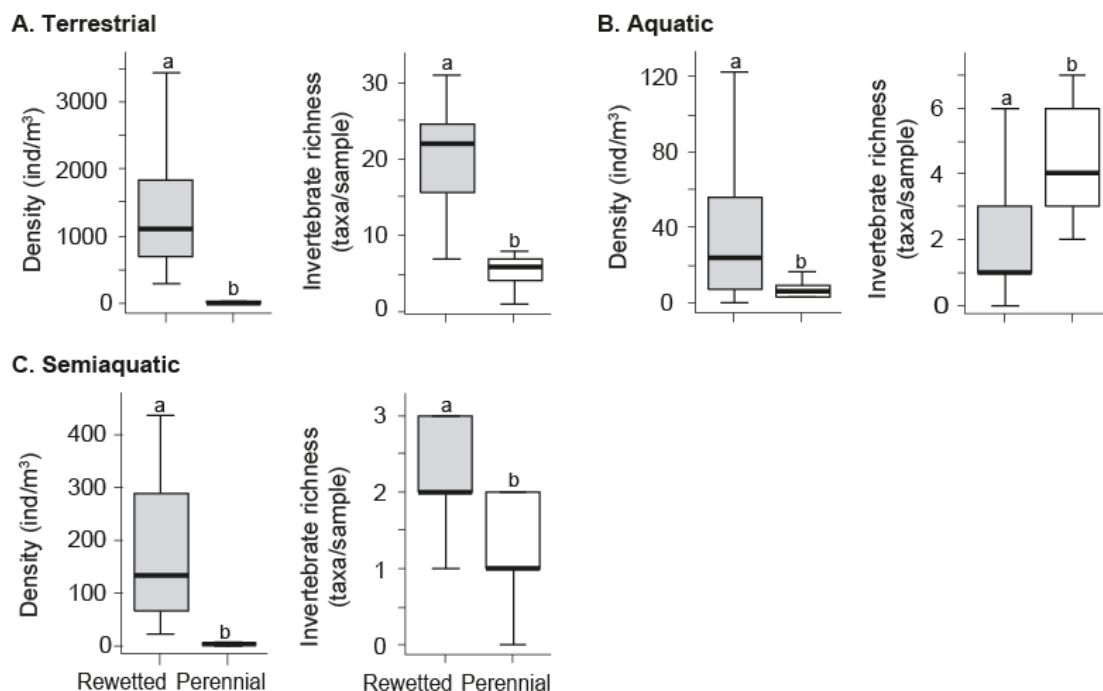 A. Terrestrial
Density (ind/m³)
3000
2000
1000
0
a
b
Invertebrate richness
(taxa/sample)
30
20
10
0
a
b
B. Aquatic
Density (ind/m³)
120
80
40
0
a
b
Invertebrate richness
(taxa/sample)
6
4
2
0
a
b
C. Semiaquatic
Density (ind/m³)
400
300
200
100
0
a
b
Rewetted Perennial
Invertebrate richness
(taxa/sample)
3
2
1
0
a
b
Rewetted Perennial